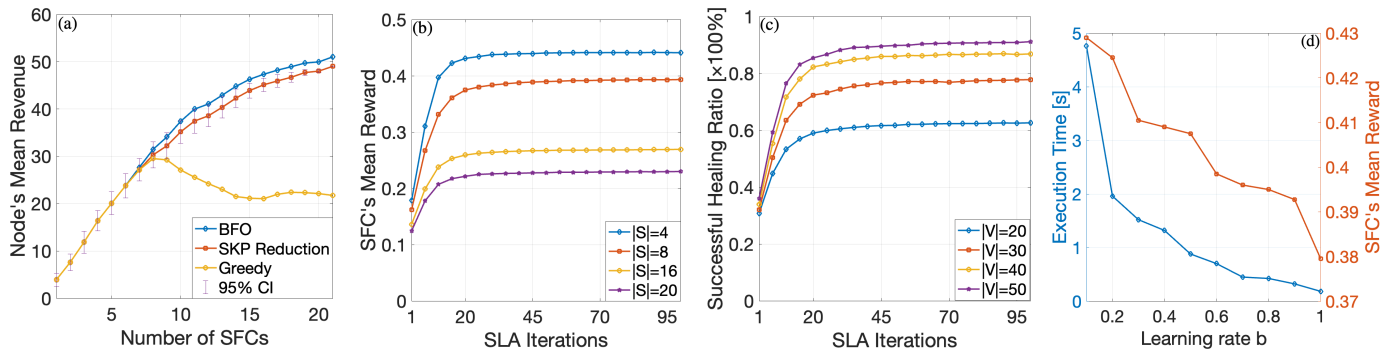 (a)
Node's Mean Revenue
60
50
40
30
20
10
0
5
10
15
20
Number of SFCs
BFO
SKP Reduction
Greedy
95% CI
(b)
SFC's Mean Reward
0.5
0.4
0.3
0.2
0.1
0
1
20
45
70
95
SLA Iterations
|S|=4
|S|=8
|S|=16
|S|=20
(c)
Successful Healing Ratio [×100%]
1
0.8
0.6
0.4
0.2
0
1
20
45
70
95
SLA Iterations
|V|=20
|V|=30
|V|=40
|V|=50
(d)
Execution Time [s]
5
4
3
2
1
0
0.2
0.4
0.6
0.8
1
Learning rate b
0.43
0.42
0.41
0.4
0.39
0.38
0.37
SFC's Mean Reward